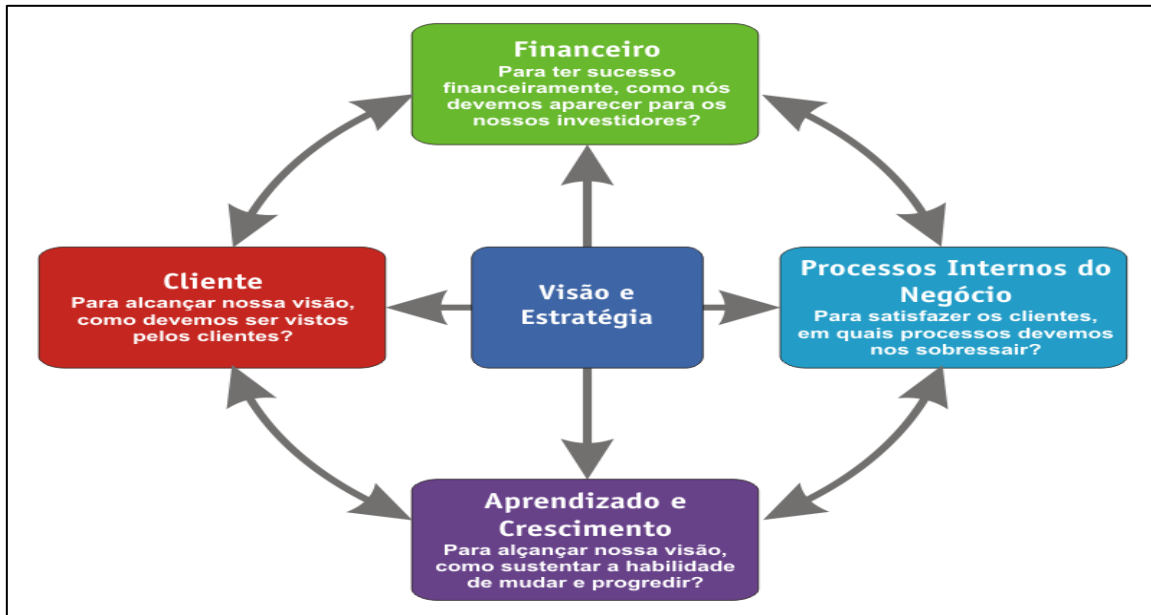 Financeiro
Para ter sucesso
financeiramente, como nós
devemos aparecer para os
nossos investidores?
Cliente
Para alcançar nossa visão,
como devemos ser vistos
pelos clientes?
Visão e
Estratégia
Processos Internos do
Negócio
Para satisfazer os clientes,
em quais processos devemos
nos sobressair?
Aprendizado e
Crescimento
Para alçançar nossa visão,
como sustentar a habilidade
de mudar e progredir?